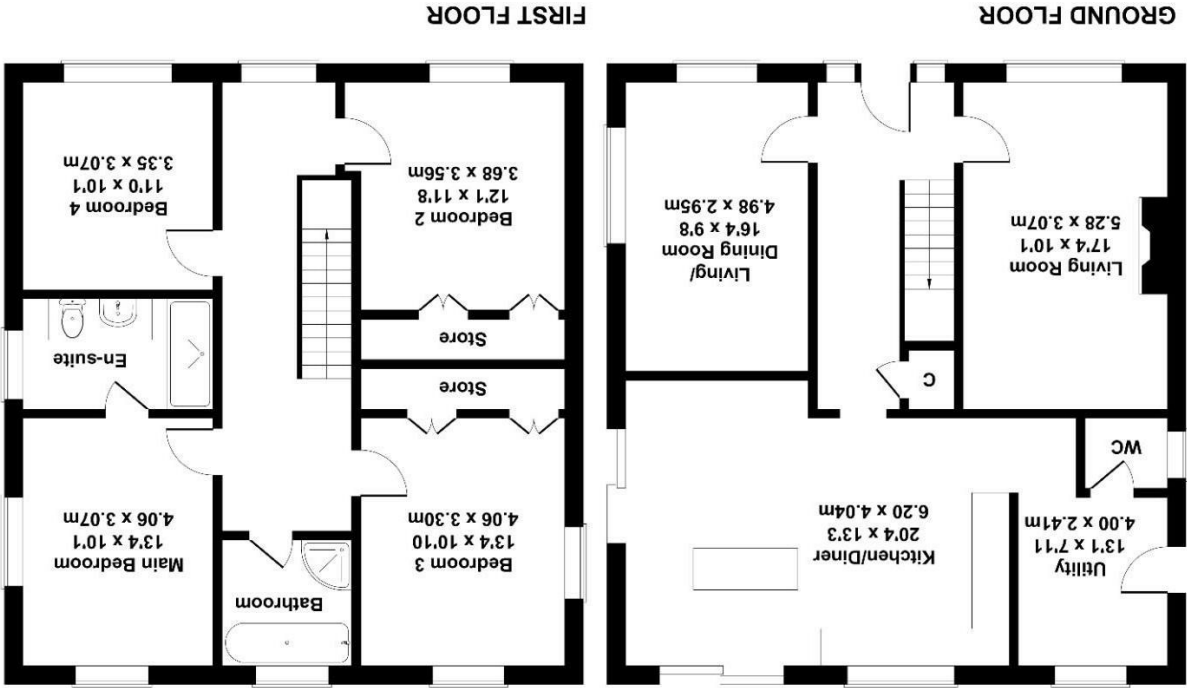 Utility
13'1 x 7'11
4.00 x 2.41m
Kitchen/Diner
20'4 x 13'3
6.20 x 4.04m
WC
C
Living Room
17'4 x 10'1
5.28 x 3.07m
Living/
Dining Room
16'4 x 9'8
4.98 x 2.95m
GROUND FLOOR
Bedroom 3
13'4 x 10'10
4.06 x 3.30m
Bathroom
Main Bedroom
13'4 x 10'1
4.06 x 3.07m
Store
En-suite
Store
Bedroom 2
12'1 x 11'8
3.68 x 3.56m
Bedroom 4
11'0 x 10'1
3.35 x 3.07m
FIRST FLOOR